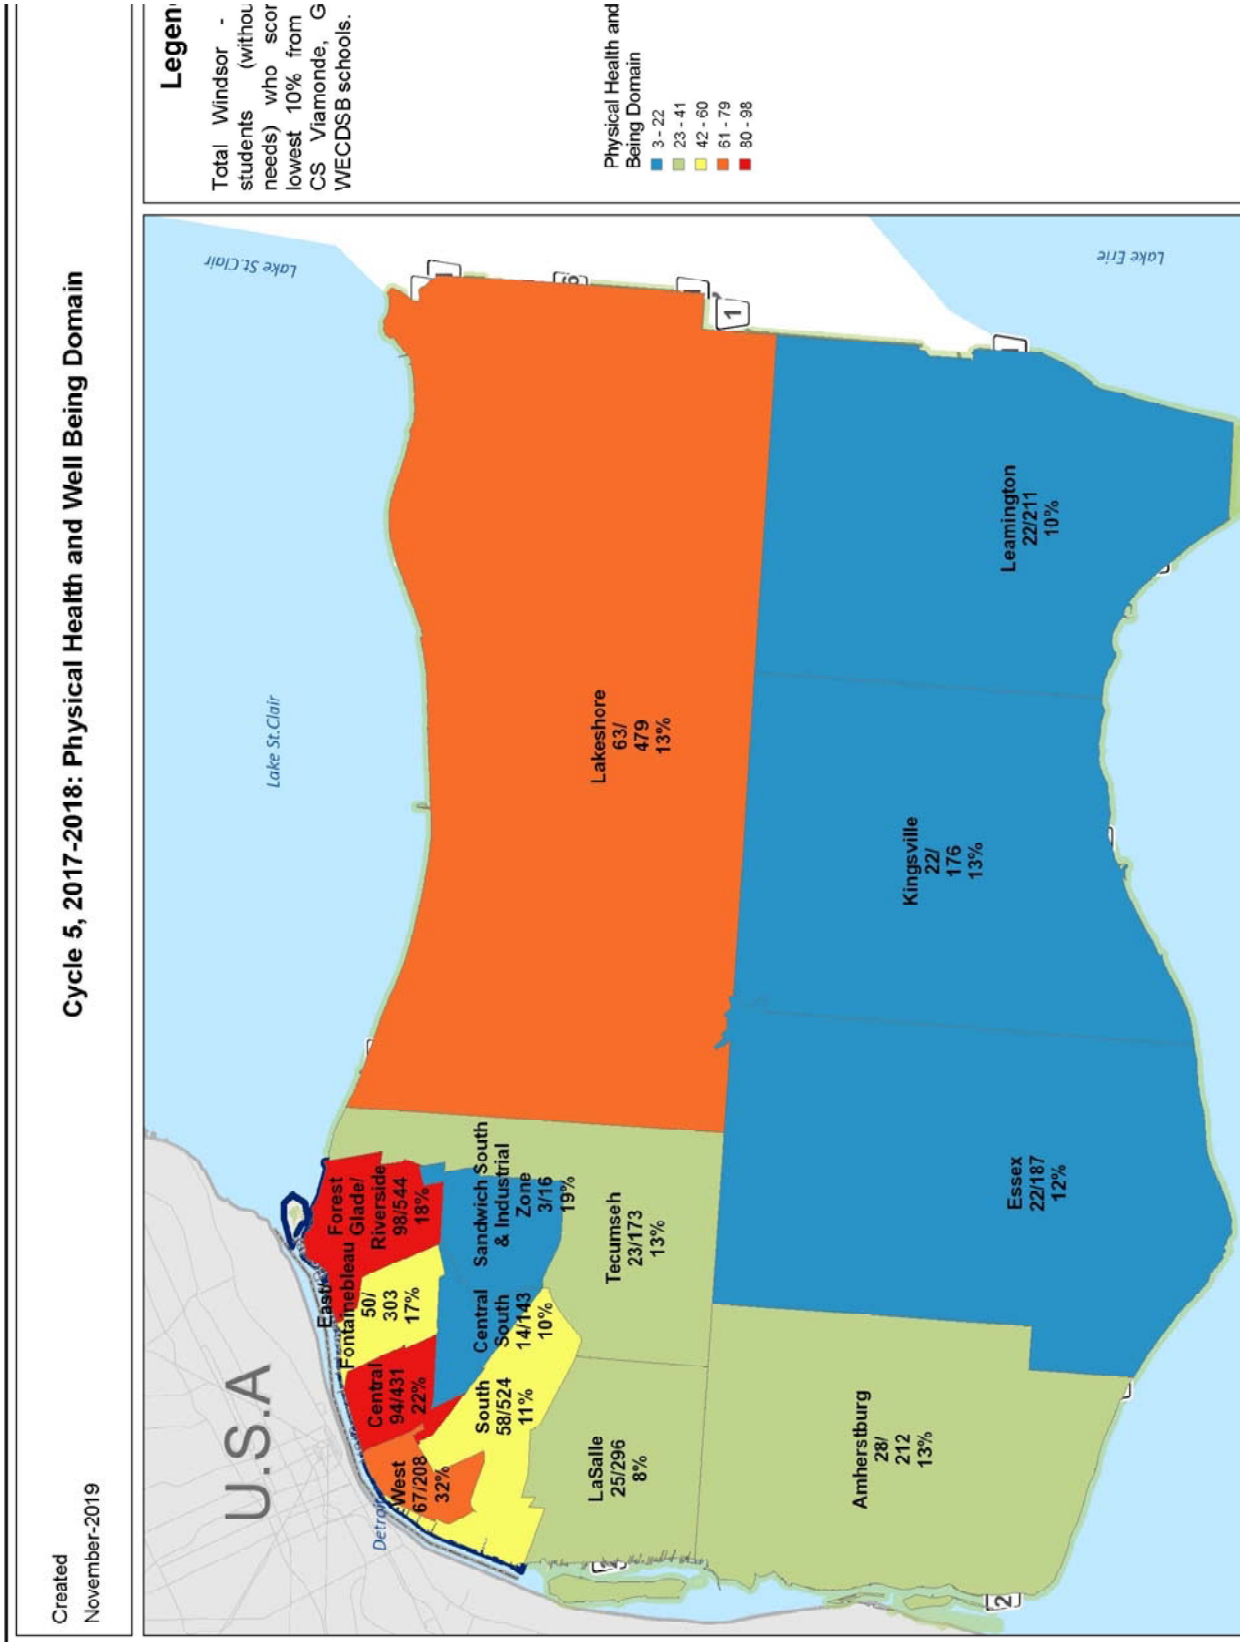 Created
November-2019
Cycle 5, 2017-2018: Physical Health and Well Being Domain
Total Windsor -
students
needs) who
lowest 10% from
CS Viamonde,
WECDSB schools.
Physical Health and
Being Domain
3 - 22
23 - 41
42 - 60
61 - 79
80 - 98
U.S.A
Lake St.Clair
Lake St.Clair
Lake Erie
East/
Fontainebleau
50/
303
17%
Forest
Glade/
Riverside
98/544
18%
Central
94/431
22%
West
67/208
32%
South
58/524
11%
Central
South
14/143
10%
Sandwich South
& Industrial
Zone
3/16
19%
Tecumseh
23/173
13%
LaSalle
25/296
8%
Lakeshore
63/
479
13%
Amherstburg
28/
212
13%
Essex
22/187
12%
Kingsville
22/
176
13%
Leamington
22/211
10%
1
2